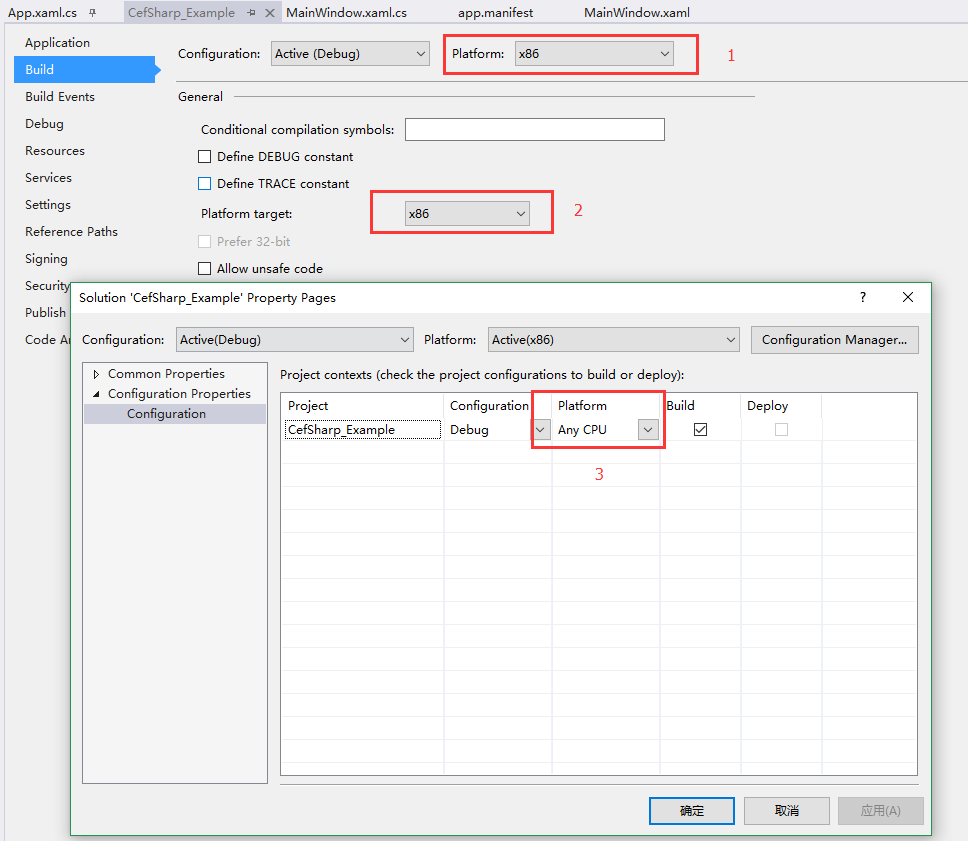 App.xaml.cs CefSharp_Example MainWindow.xaml.cs app.manifest MainWindow.xaml
Application
Build
Build Events
Debug
Resources
Services
Settings
Reference Paths
Signing
Security
Publish
Code An
Configuration: Active (Debug) Platform: x86 1
General
Conditional compilation symbols:
Define DEBUG constant
Define TRACE constant
Platform target: x86 2
Prefer 32-bit
Allow unsafe code
Solution 'CefSharp_Example' Property Pages ?
Configuration: Active(Debug) Platform: Active(x86) Configuration Manager...
Common Properties
Configuration Properties
Configuration
Project contexts (check the project configurations to build or deploy):
Project Configuration Platform Build Deploy
CefSharp_Example Debug Any CPU
3
确定 取消 应用(A)